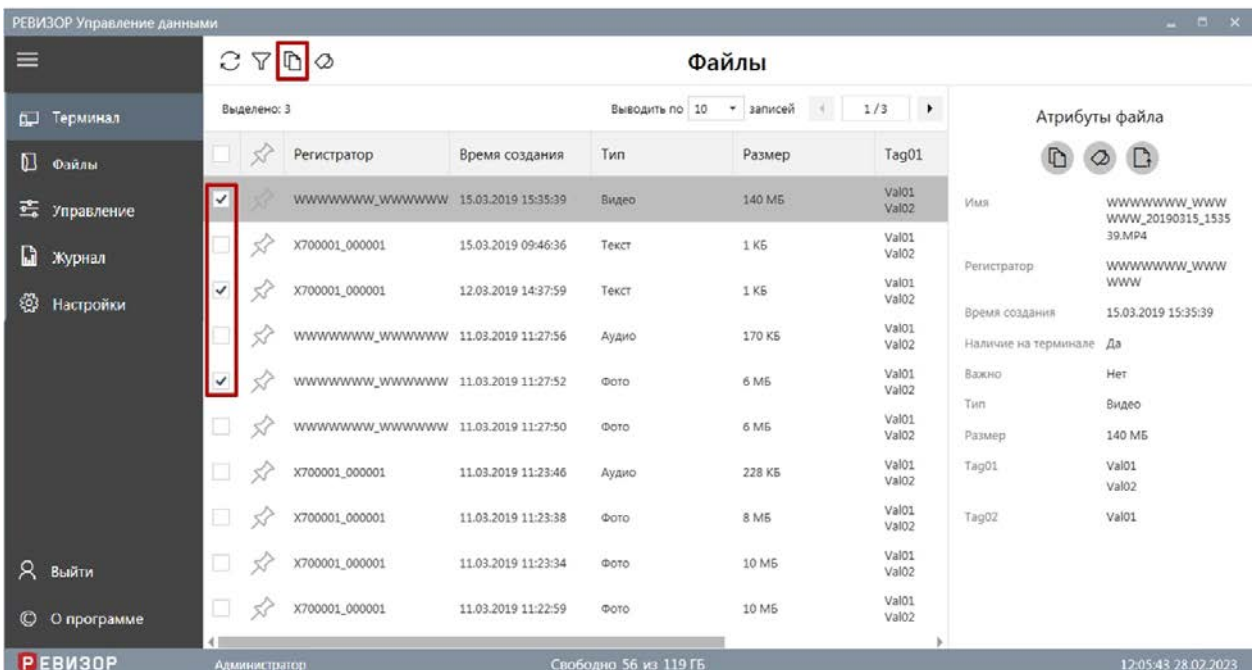 РЕВИЗОР Управление данными
Файлы
Терминал
Файлы
Управление
Журнал
Настройки
Выйти
О программе
Выделено: 3
Выводить по 10 записей 1/3
Регистратор Время создания Тип Размер Tag01
WWWWWWW_WWWWWW 15.03.2019 15:35:39 Видео 140 МБ Val01
Val02
X700001_000001 15.03.2019 09:46:36 Текст 1 КБ Val01
Val02
X700001_000001 12.03.2019 14:37:59 Текст 1 КБ Val01
Val02
WWWWWWW_WWWWWW 11.03.2019 11:27:56 Аудио 170 КБ Val01
Val02
WWWWWWW_WWWWWW 11.03.2019 11:27:52 Фото 6 МБ Val01
Val02
WWWWWWW_WWWWWW 11.03.2019 11:27:50 Фото 6 МБ Val01
Val02
X700001_000001 11.03.2019 11:23:46 Аудио 228 КБ Val01
Val02
X700001_000001 11.03.2019 11:23:38 Фото 8 МБ Val01
Val02
X700001_000001 11.03.2019 11:23:34 Фото 10 МБ Val01
Val02
X700001_000001 11.03.2019 11:22:59 Фото 10 МБ Val01
Val02
Атрибуты файла
Имя WWWWWWW_WWW
WWW_20190315_1535
39.MP4
Регистратор WWWWWWW_WWW
WWW
Время создания 15.03.2019 15:35:39
Наличие на терминале Да
Важно Нет
Тип Видео
Размер 140 МБ
Tag01 Val01
Val02
Tag02 Val01
РЕВИЗОР Администратор Свободно 56 из 119 ГБ 12:05:43 28.02.2023